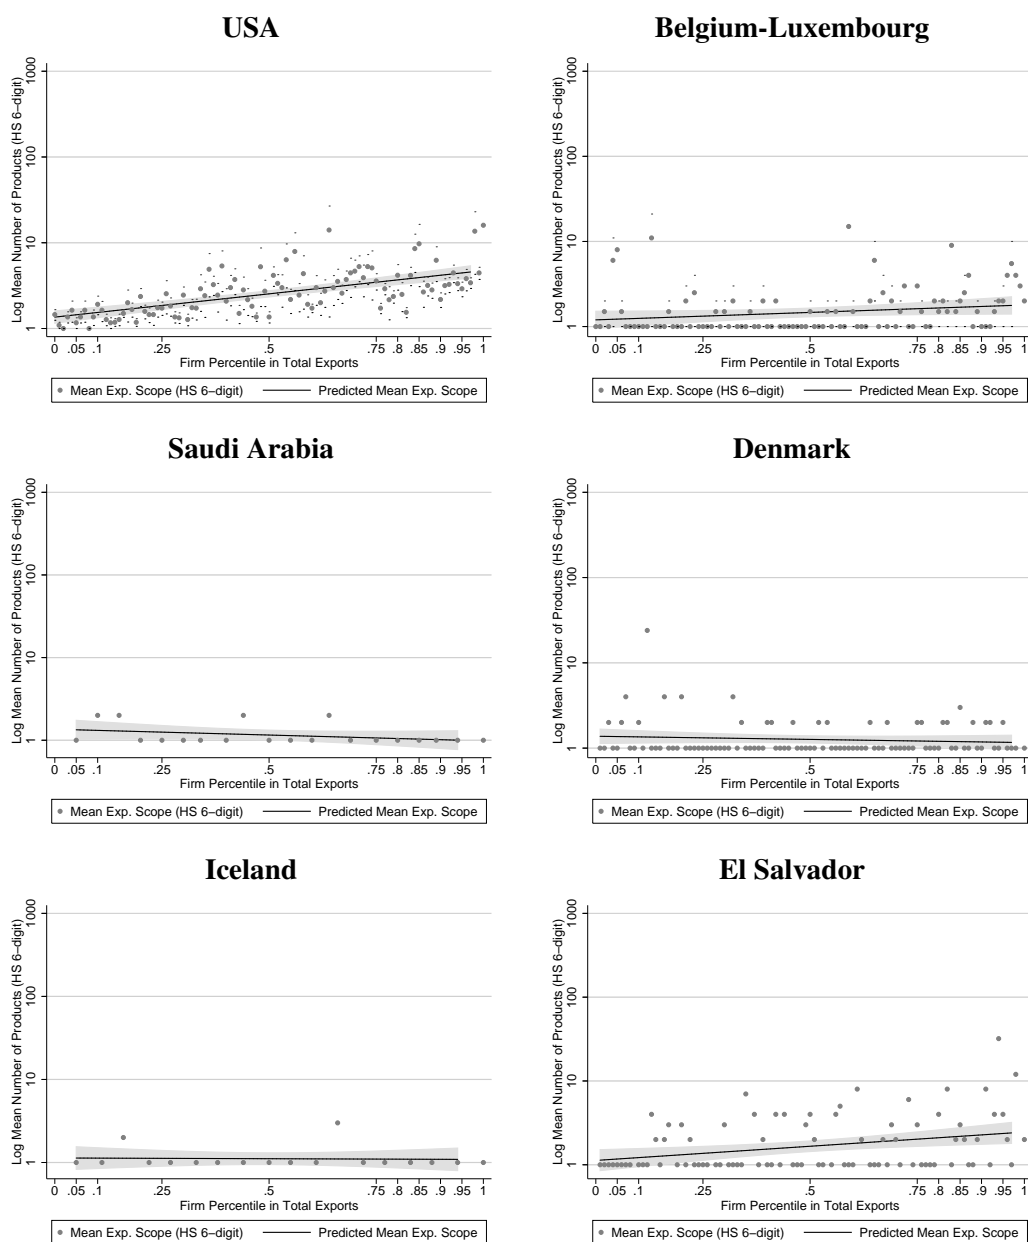 USA
Log Mean Number of Products (HS 6−digit)
1000
100
10
1
0 .05 .1 .25 .5 .75 .8 .85 .9 .95 1
Firm Percentile in Total Exports
Mean Exp. Scope (HS 6−digit) Predicted Mean Exp. Scope
Belgium-Luxembourg
Log Mean Number of Products (HS 6−digit)
1000
100
10
1
0 .05 .1 .25 .5 .75 .8 .85 .9 .95 1
Firm Percentile in Total Exports
Mean Exp. Scope (HS 6−digit) Predicted Mean Exp. Scope
Saudi Arabia
Log Mean Number of Products (HS 6−digit)
1000
100
10
1
0 .05 .1 .25 .5 .75 .8 .85 .9 .95 1
Firm Percentile in Total Exports
Mean Exp. Scope (HS 6−digit) Predicted Mean Exp. Scope
Denmark
Log Mean Number of Products (HS 6−digit)
1000
100
10
1
0 .05 .1 .25 .5 .75 .8 .85 .9 .95 1
Firm Percentile in Total Exports
Mean Exp. Scope (HS 6−digit) Predicted Mean Exp. Scope
Iceland
Log Mean Number of Products (HS 6−digit)
1000
100
10
1
0 .05 .1 .25 .5 .75 .8 .85 .9 .95 1
Firm Percentile in Total Exports
Mean Exp. Scope (HS 6−digit) Predicted Mean Exp. Scope
El Salvador
Log Mean Number of Products (HS 6−digit)
1000
100
10
1
0 .05 .1 .25 .5 .75 .8 .85 .9 .95 1
Firm Percentile in Total Exports
Mean Exp. Scope (HS 6−digit) Predicted Mean Exp. Scope